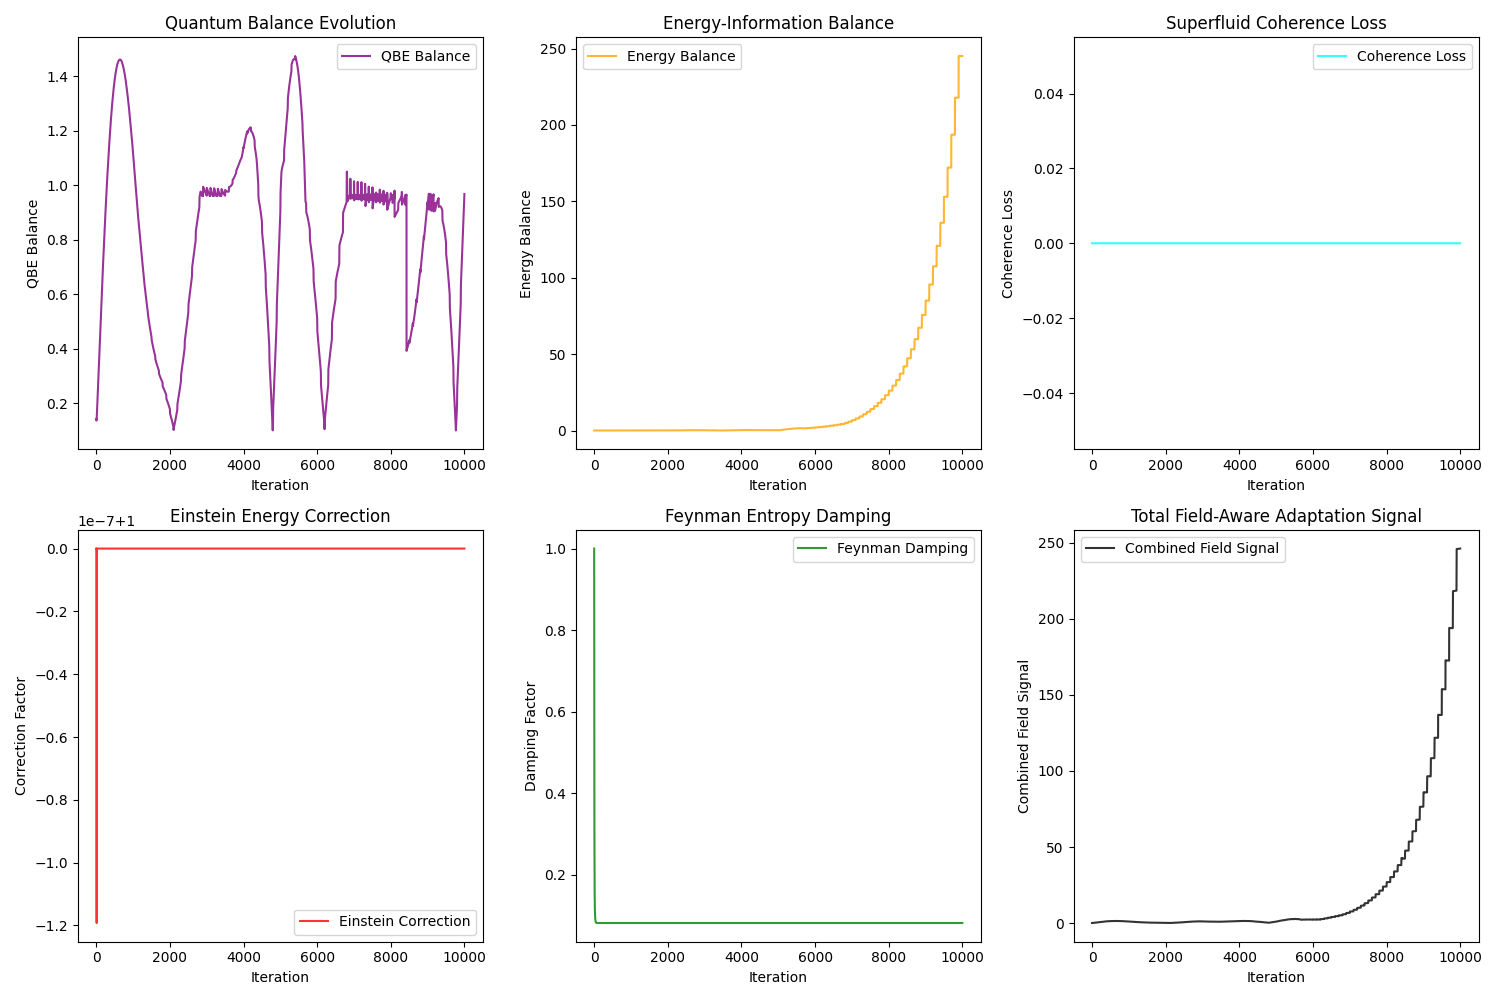 Quantum Balance Evolution
QBE Balance
1.4
1.2
1.0
0.8
0.6
0.4
0.2
QBE Balance
0 2000 4000 6000 8000 10000
Iteration
Energy-Information Balance
Energy Balance
250
200
150
100
50
0
Energy Balance
0 2000 4000 6000 8000 10000
Iteration
Superfluid Coherence Loss
Coherence Loss
0.04
0.02
0.00
−0.02
−0.04
Coherence Loss
0 2000 4000 6000 8000 10000
Iteration
Einstein Energy Correction
1e−7+1
0.0
−0.2
−0.4
−0.6
−0.8
−1.0
−1.2
Correction Factor
Einstein Correction
0 2000 4000 6000 8000 10000
Iteration
Feynman Entropy Damping
Feynman Damping
1.0
0.8
0.6
0.4
0.2
Damping Factor
0 2000 4000 6000 8000 10000
Iteration
Total Field-Aware Adaptation Signal
Combined Field Signal
250
200
150
100
50
0
Combined Field Signal
0 2000 4000 6000 8000 10000
Iteration